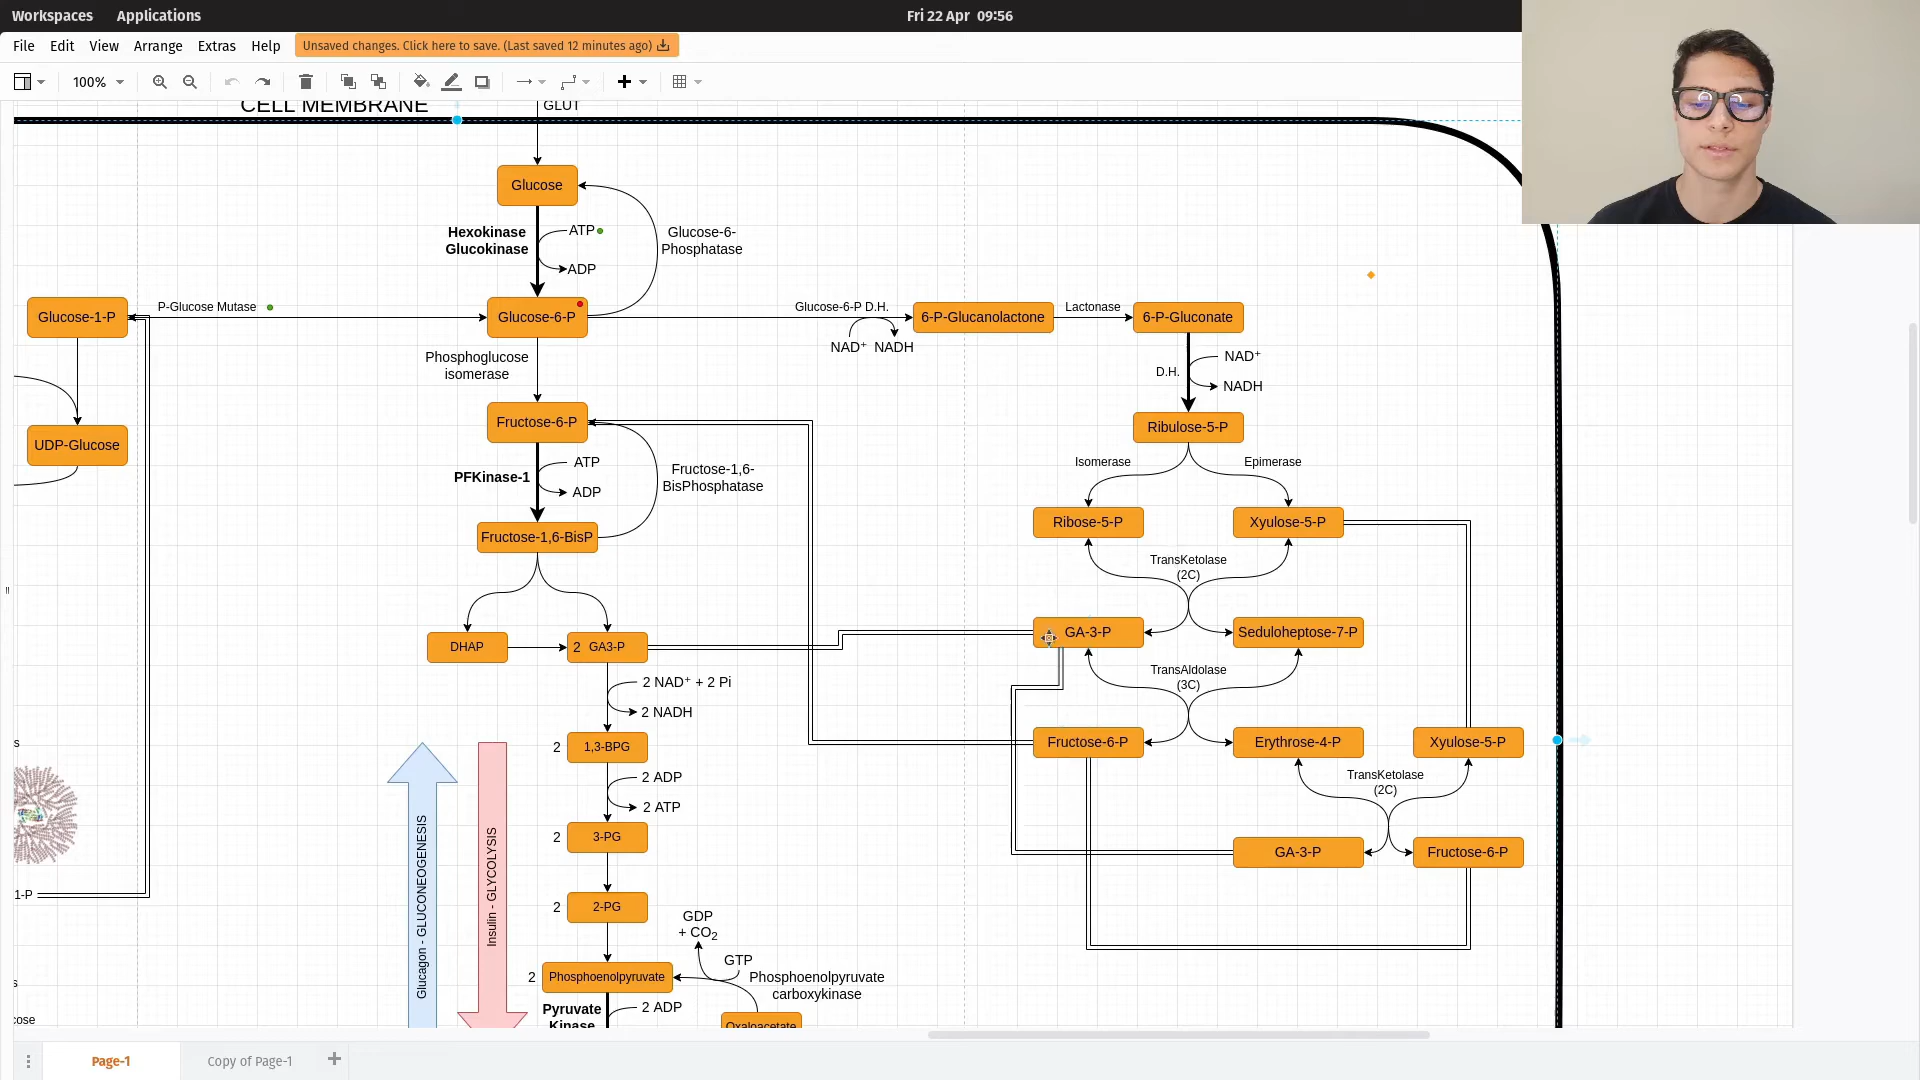 Workspaces Applications Fri 22 Apr 09:56
File Edit View Arrange Extras Help Unsaved changes. Click here to save. (Last saved 12 minutes ago)
100%
CELL MEMBRANE
GLUT
Glucose
Hexokinase
Glucokinase
ATP
ADP
Glucose-6-
Phosphatase
Glucose-1-P
P-Glucose Mutase
Glucose-6-P
Glucose-6-P D.H.
NAD⁺ NADH
6-P-Glucanolactone
Lactonase
6-P-Gluconate
Phosphoglucose
isomerase
D.H.
NAD⁺
NADH
UDP-Glucose
Fructose-6-P
Ribulose-5-P
PFKinase-1
ATP
ADP
Fructose-1,6-
BisPhosphatase
Isomerase
Epimerase
Fructose-1,6-BisP
Ribose-5-P
Xyulose-5-P
TransKetolase
(2C)
DHAP
2 GA3-P
GA-3-P
Seduloheptose-7-P
2 NAD⁺ + 2 Pi
2 NADH
TransAldolase
(3C)
2 1,3-BPG
Fructose-6-P
Erythrose-4-P
Xyulose-5-P
2 ADP
2 ATP
TransKetolase
(2C)
2 3-PG
GA-3-P
Fructose-6-P
Glucagon - GLUCONEOGENESIS
Insulin - GLYCOLYSIS
s
1-P
2 2-PG
GDP
+ CO₂
GTP
2 Phosphoenolpyruvate
Phosphoenolpyruvate
carboxykinase
s
cose
Pyruvate
Kinase
2 ADP
Oxaloacetate
Page-1 Copy of Page-1